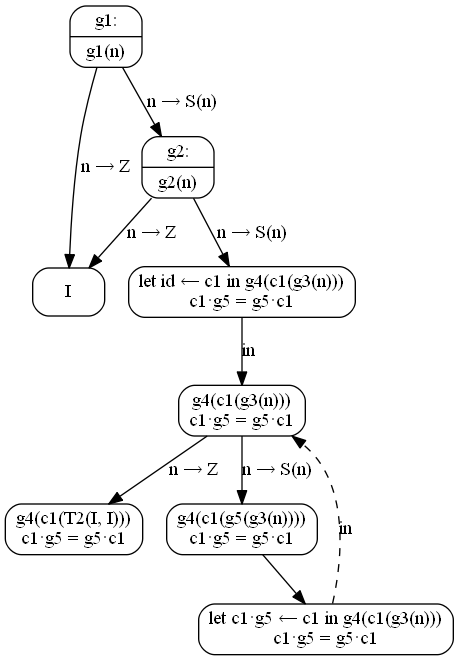 g1:
g1(n)
n → S(n)
n → Z
g2:
g2(n)
n → Z
n → S(n)
I
let id ← c1 in g4(c1(g3(n)))
c1·g5 = g5·c1
in
g4(c1(g3(n)))
c1·g5 = g5·c1
n → Z
n → S(n)
g4(c1(T2(I, I)))
c1·g5 = g5·c1
g4(c1(g5(g3(n))))
c1·g5 = g5·c1
in
let c1·g5 ← c1 in g4(c1(g3(n)))
c1·g5 = g5·c1